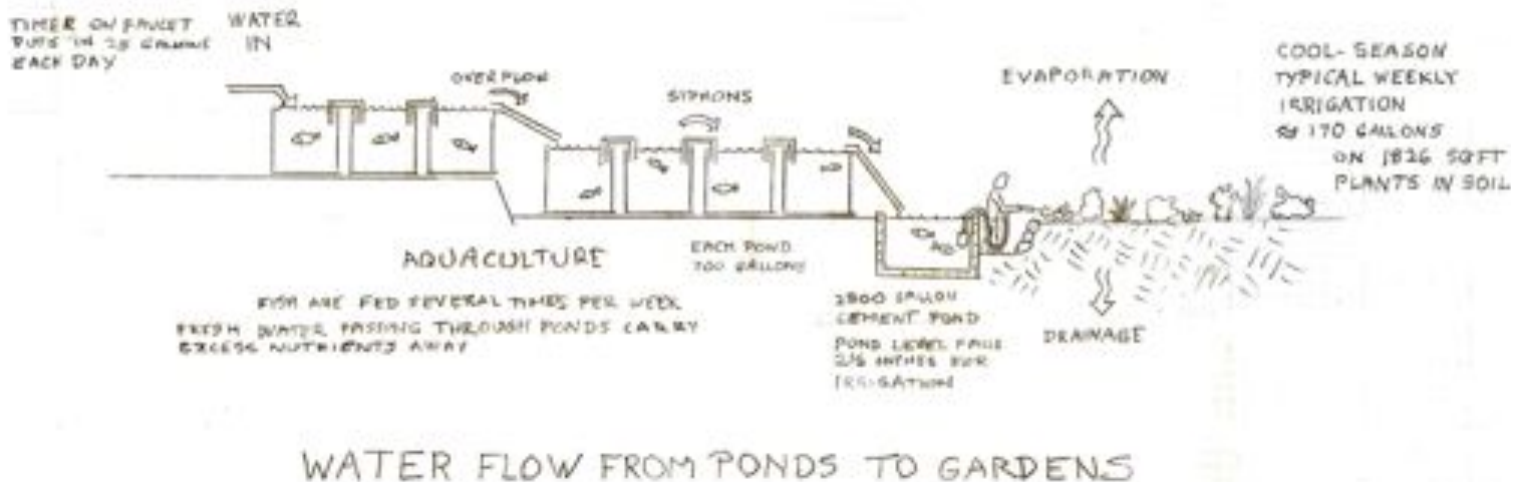 TIMER ON FAUCET
PUTS IN 25 GALLONS
EACH DAY
WATER
IN
OVERFLOW
SIPHONS
EVAPORATION
COOL-SEASON
TYPICAL WEEKLY
IRRIGATION
170 GALLONS
ON 1826 SQ FT
PLANTS IN SOIL
AQUACULTURE
EACH POND
700 GALLONS
FISH ARE FED SEVERAL TIMES PER WEEK
FRESH WATER PASSING THROUGH PONDS CARRY
EXCESS NUTRIENTS AWAY
GALLON
CEMENT POND
POND LEVEL FALLS
INCHES PER
IRRIGATION
DRAINAGE
WATER FLOW FROM PONDS TO GARDENS